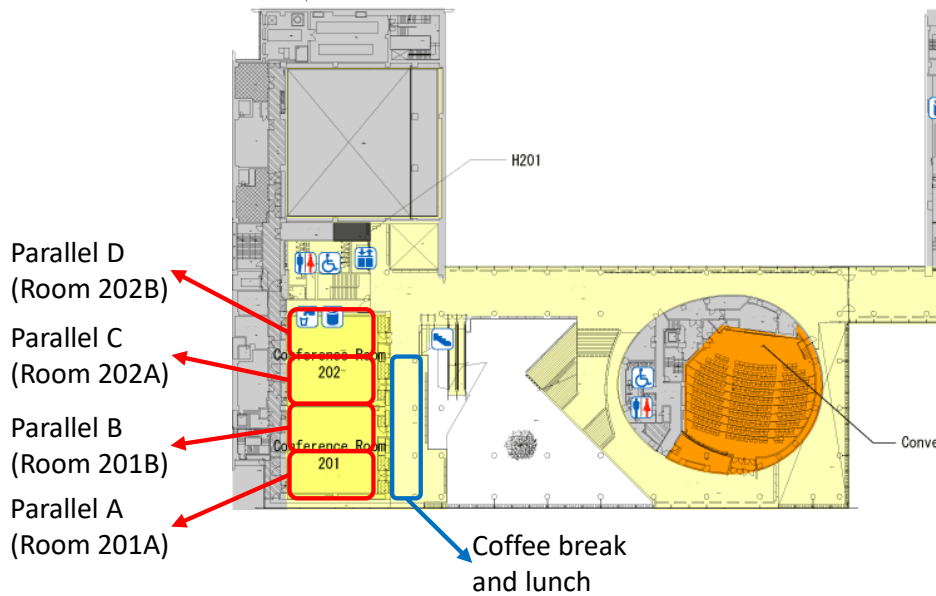 H201
Parallel D
(Room 202B)
Parallel C
(Room 202A)
Parallel B
(Room 201B)
Parallel A
(Room 201A)
Conference Room
202
Conference Room
201
Conve
Coffee break
and lunch